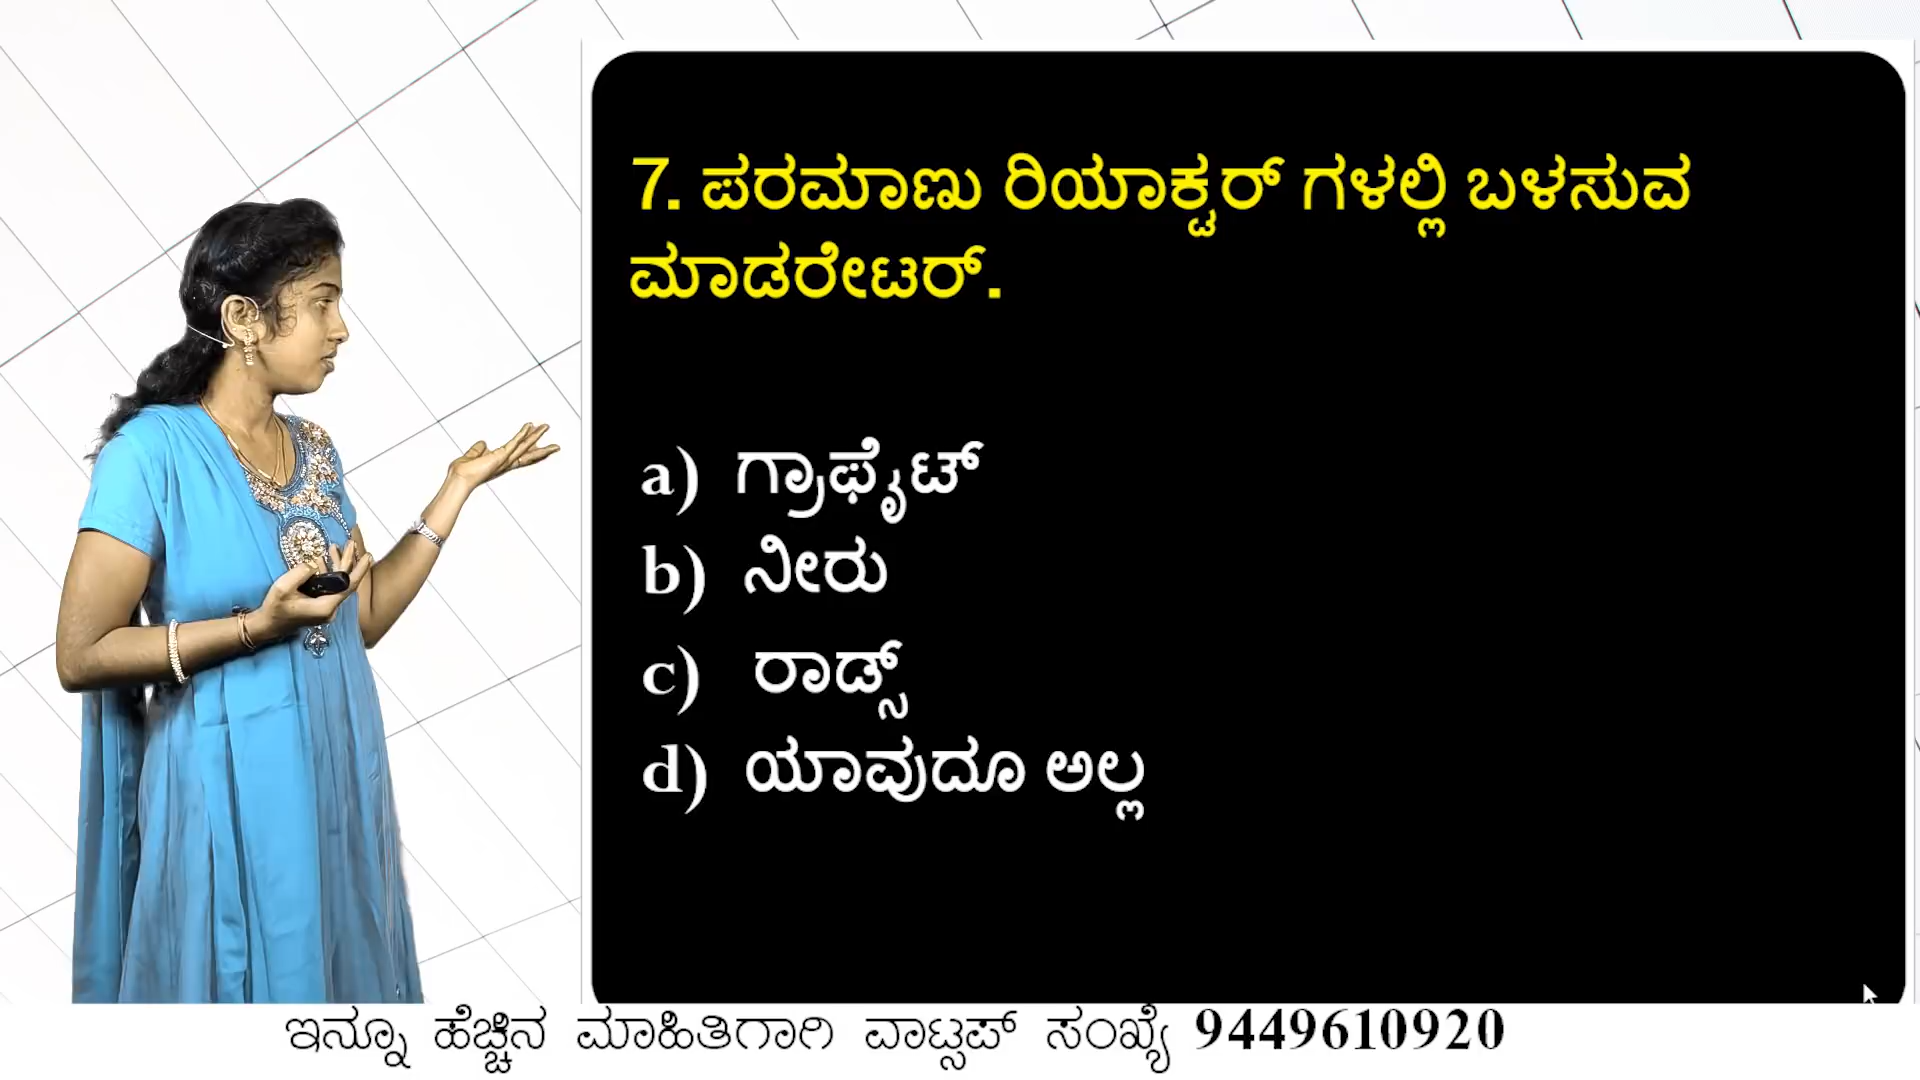 7. ಪರಮಾಣು ರಿಯಾಕ್ಟರ್ ಗಳಲ್ಲಿ ಬಳಸುವ
ಮಾಡರೇಟರ್.
a) ಗ್ರಾಫೈಟ್
b) ನೀರು
c) ರಾಡ್ಸ್
d) ಯಾವುದೂ ಅಲ್ಲ
ಇನ್ನೂ ಹೆಚ್ಚಿನ ಮಾಹಿತಿಗಾಗಿ ವಾಟ್ಸಪ್ ಸಂಖ್ಯೆ 9449610920